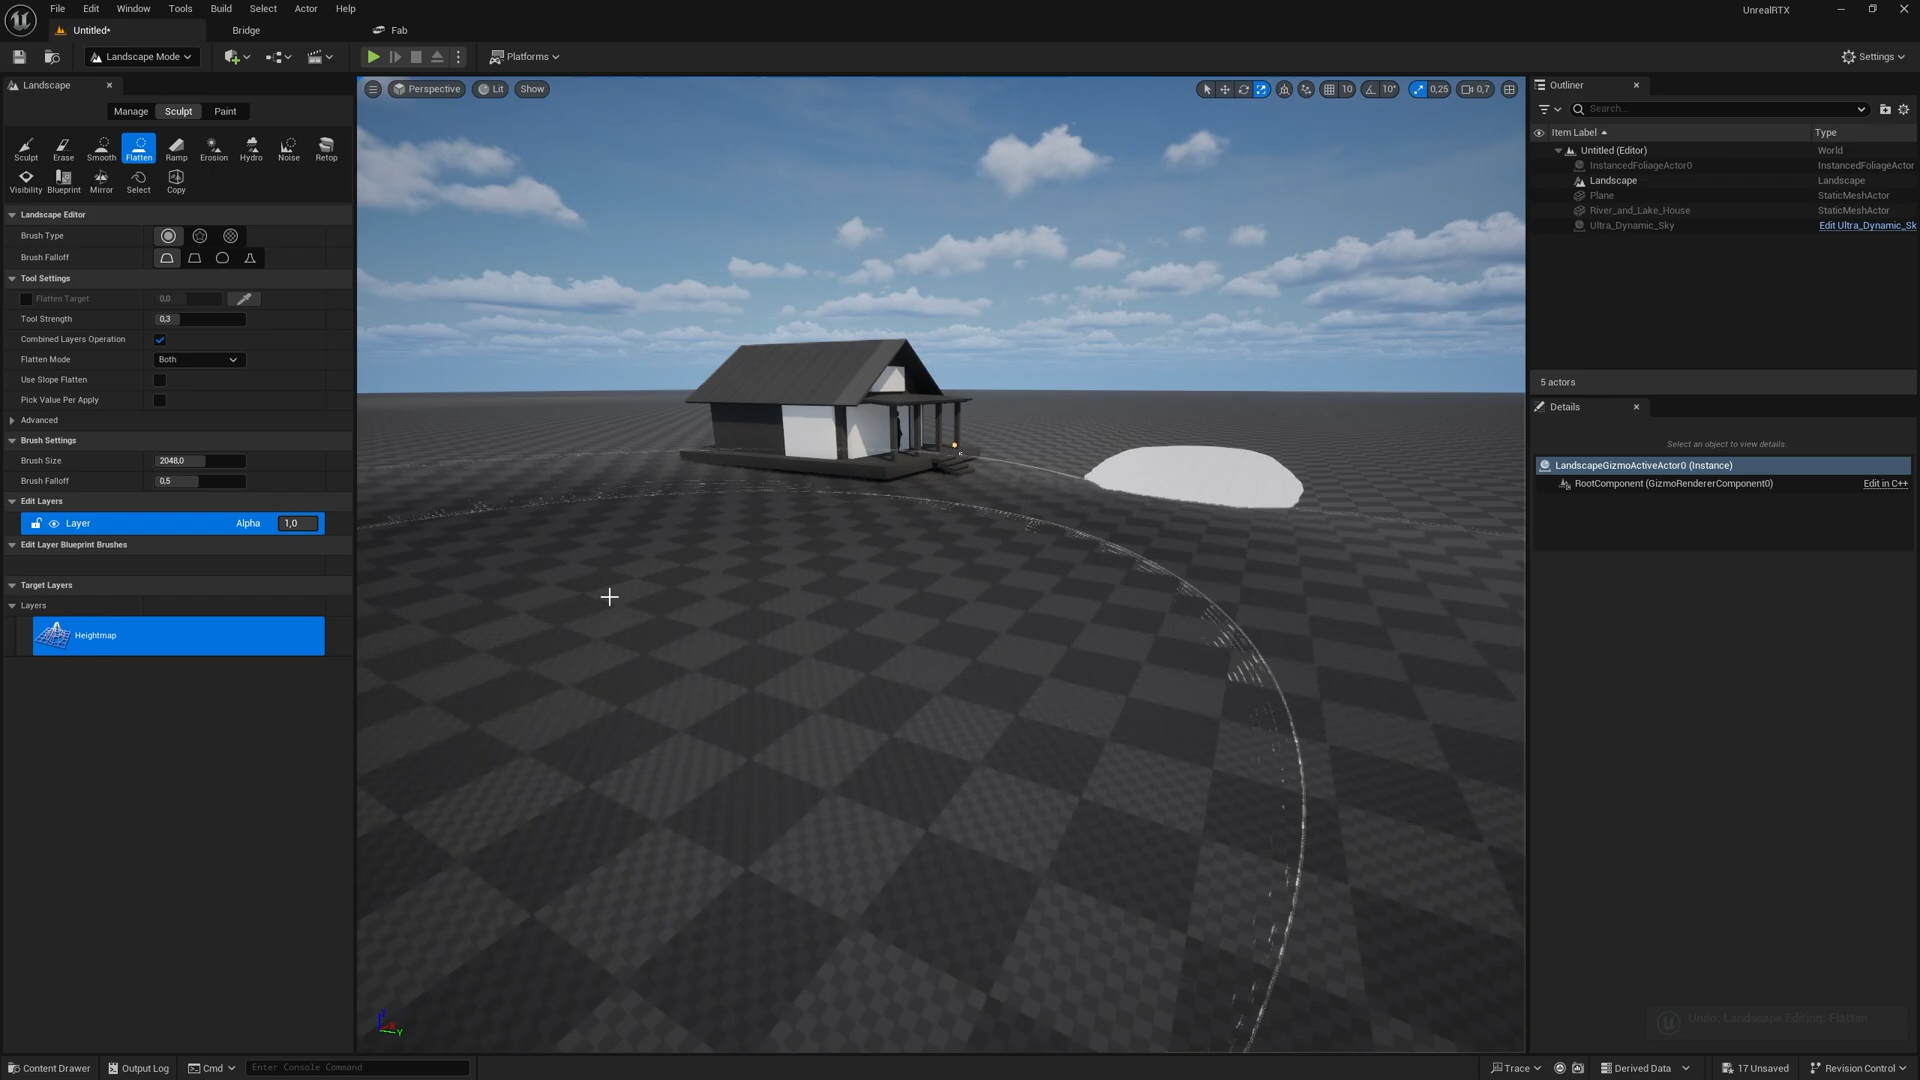 File Edit Window Tools Build Select Actor Help
UnrealRTX
Untitled* Bridge Fab
Landscape Mode Platforms Settings
Landscape
Manage Sculpt Paint
Sculpt Erase Smooth Flatten Ramp Erosion Hydro Noise Retop
Visibility Blueprint Mirror Select Copy
Landscape Editor
Brush Type
Brush Falloff
Tool Settings
Flatten Target 0,0
Tool Strength 0,3
Combined Layers Operation
Flatten Mode Both
Use Slope Flatten
Pick Value Per Apply
Advanced
Brush Settings
Brush Size 2048,0
Brush Falloff 0,5
Edit Layers
Layer Alpha 1,0
Edit Layer Blueprint Brushes
Target Layers
Layers
Heightmap
Perspective Lit Show 10 10° 0,25 0,7
Z
X
Y
Outliner
Search...
Item Label Type
Untitled (Editor) World
InstancedFoliageActor0 InstancedFoliageActor
Landscape Landscape
Plane StaticMeshActor
River_and_Lake_House StaticMeshActor
Ultra_Dynamic_Sky Edit Ultra_Dynamic_Sk
5 actors
Details
Select an object to view details.
LandscapeGizmoActiveActor0 (Instance)
RootComponent (GizmoRendererComponent0) Edit in C++
Undo: Landscape Editing: Flatten
Content Drawer Output Log Cmd Enter Console Command Trace Derived Data 17 Unsaved Revision Control